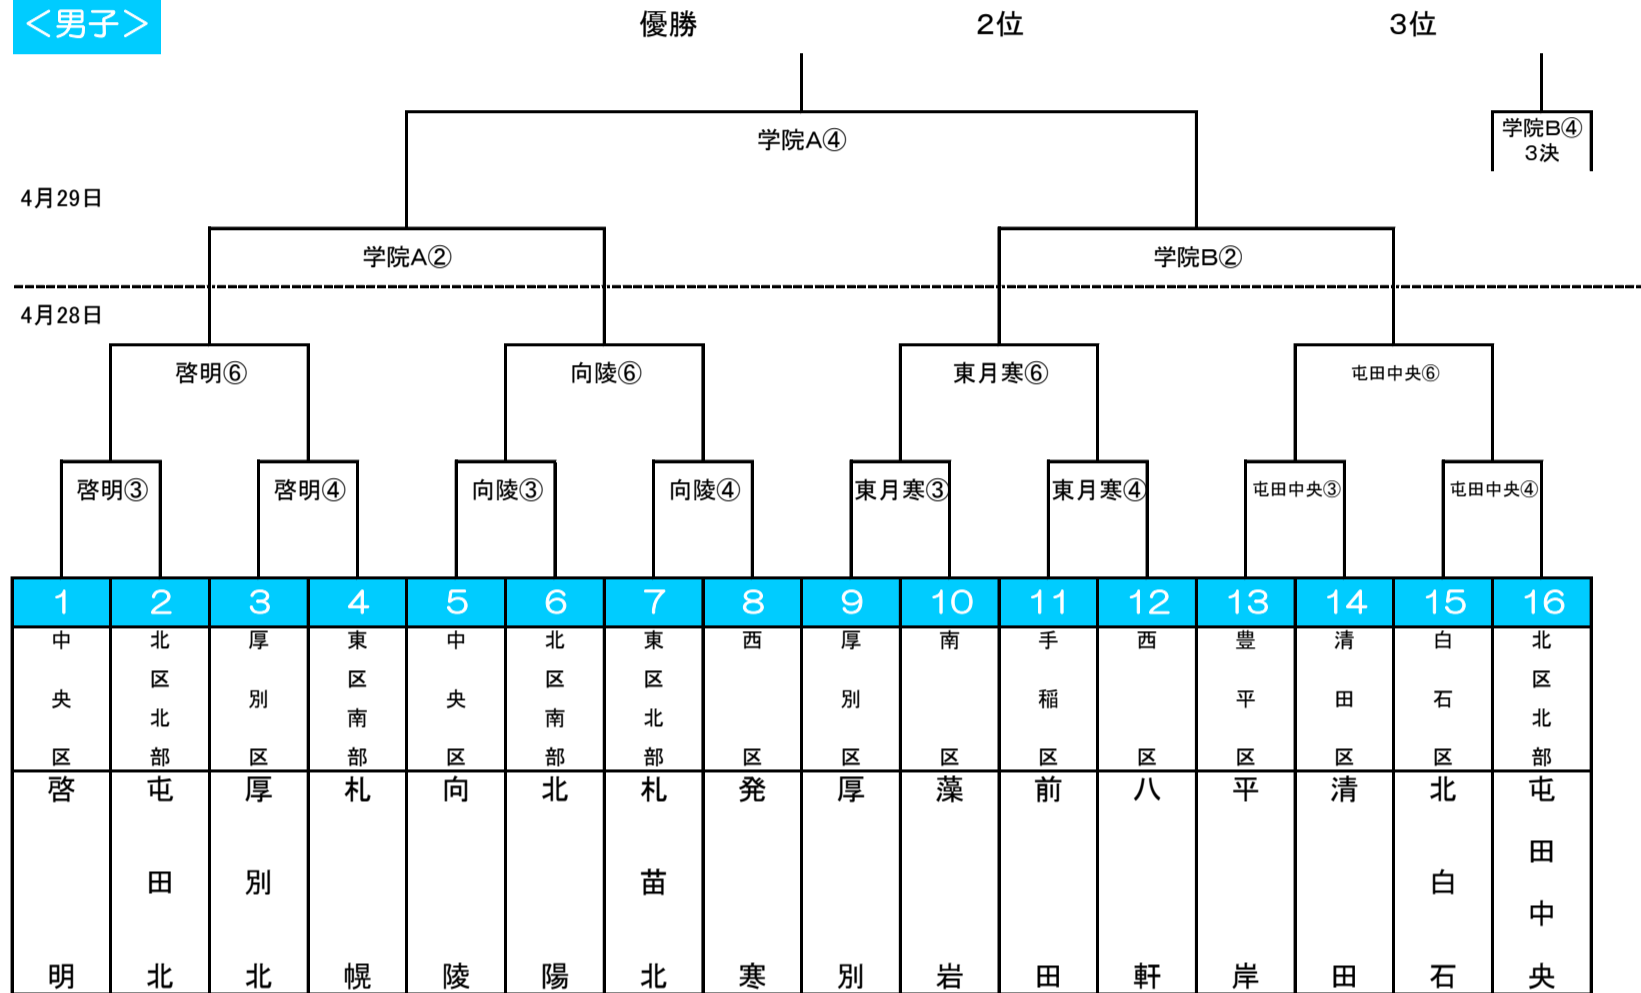 ＜男子＞
優勝
2位
3位
学院A④
学院B④
3決
4月29日
学院A②
学院B②
4月28日
啓明⑥
向陵⑥
東月寒⑥
屯田中央⑥
啓明③
啓明④
向陵③
向陵④
東月寒③
東月寒④
屯田中央③
屯田中央④
1 2 3 4 5 6 7 8 9 10 11 12 13 14 15 16
中央区
北区北部
厚別区
東区南部
中央区
北区南部
東区北部
西区
厚別区
南区
手稲区
西区
豊平区
清田区
白石区
北区北部
啓明
屯田北
厚別北
札幌
向陵
北陽
札苗北
発寒
厚別
藻岩
前田
八軒
平岸
清田
北白石
屯田中央